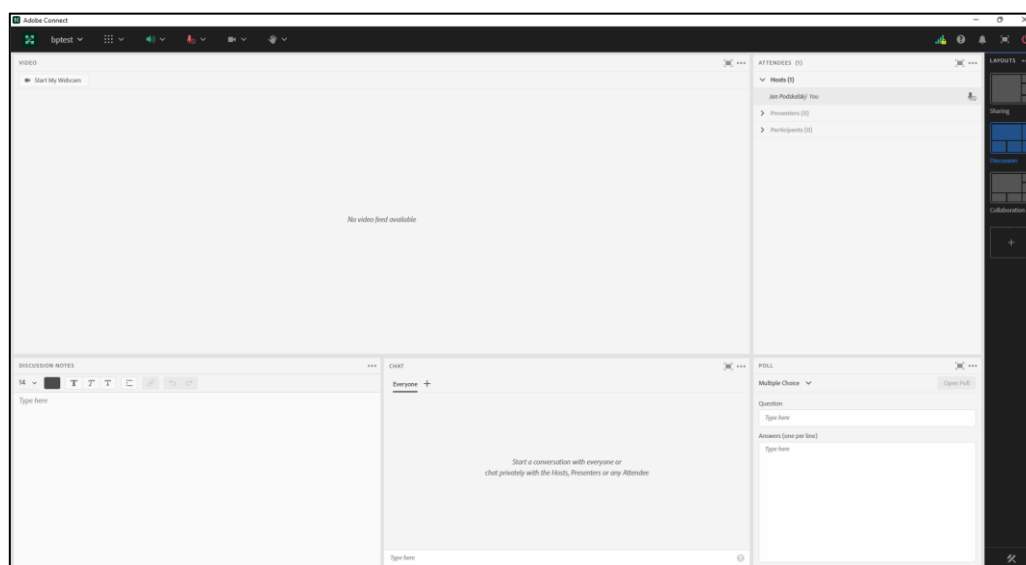 Adobe Connect
bptest
VIDEO
Start My Webcam
No video feed available
ATTENDEES (1)
Hosts (1)
Jan Podskalský You
Presenters (0)
Participants (0)
LAYOUTS
Sharing
Discussion
Collaboration
DISCUSSION NOTES
14
T T T
Type here
CHAT
Everyone
Start a conversation with everyone or
chat privately with the Hosts, Presenters or any Attendee
Type here
POLL
Multiple Choice
Open Poll
Question
Type here
Answers (one per line)
Type here